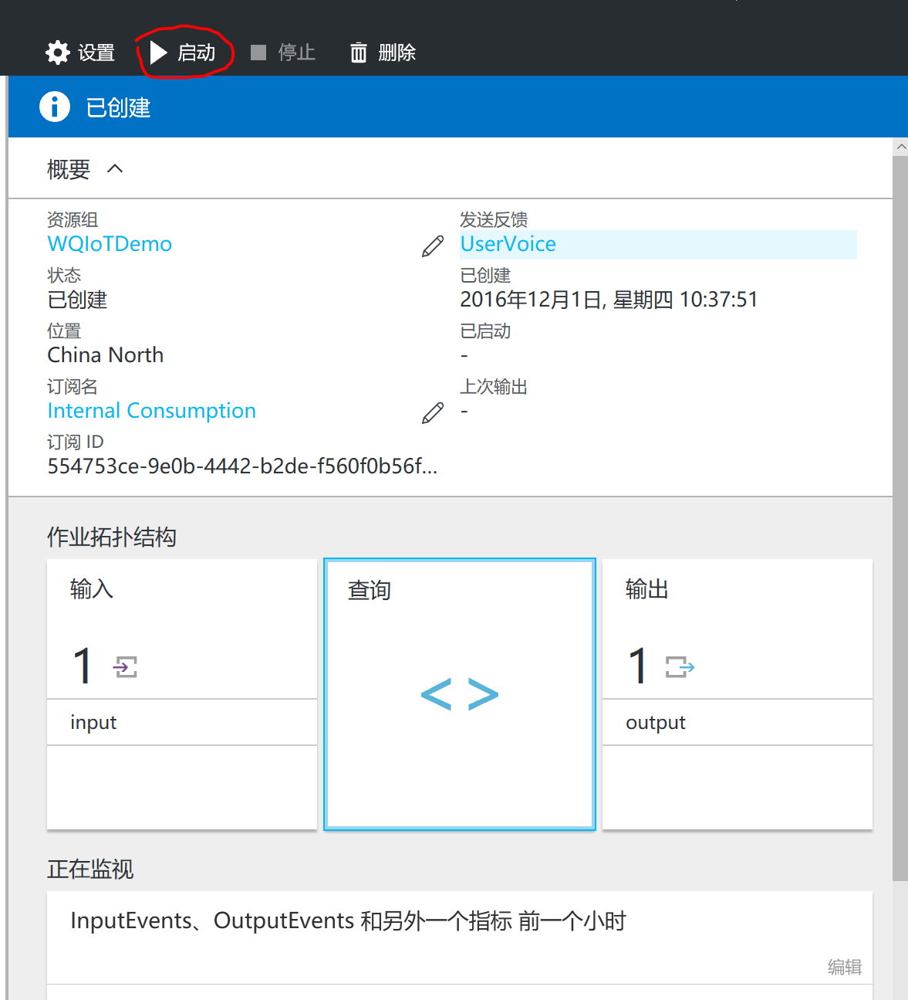 设置 启动 停止 删除
已创建
概要
资源组
WQIoTDemo
状态
已创建
位置
China North
订阅名
Internal Consumption
订阅 ID
554753ce-9e0b-4442-b2de-f560f0b56f...
发送反馈
UserVoice
已创建
2016年12月1日, 星期四 10:37:51
已启动
-
上次输出
-
作业拓扑结构
输入
1
input
查询
< >
输出
1
output
正在监视
InputEvents、OutputEvents 和另外一个指标 前一个小时
编辑